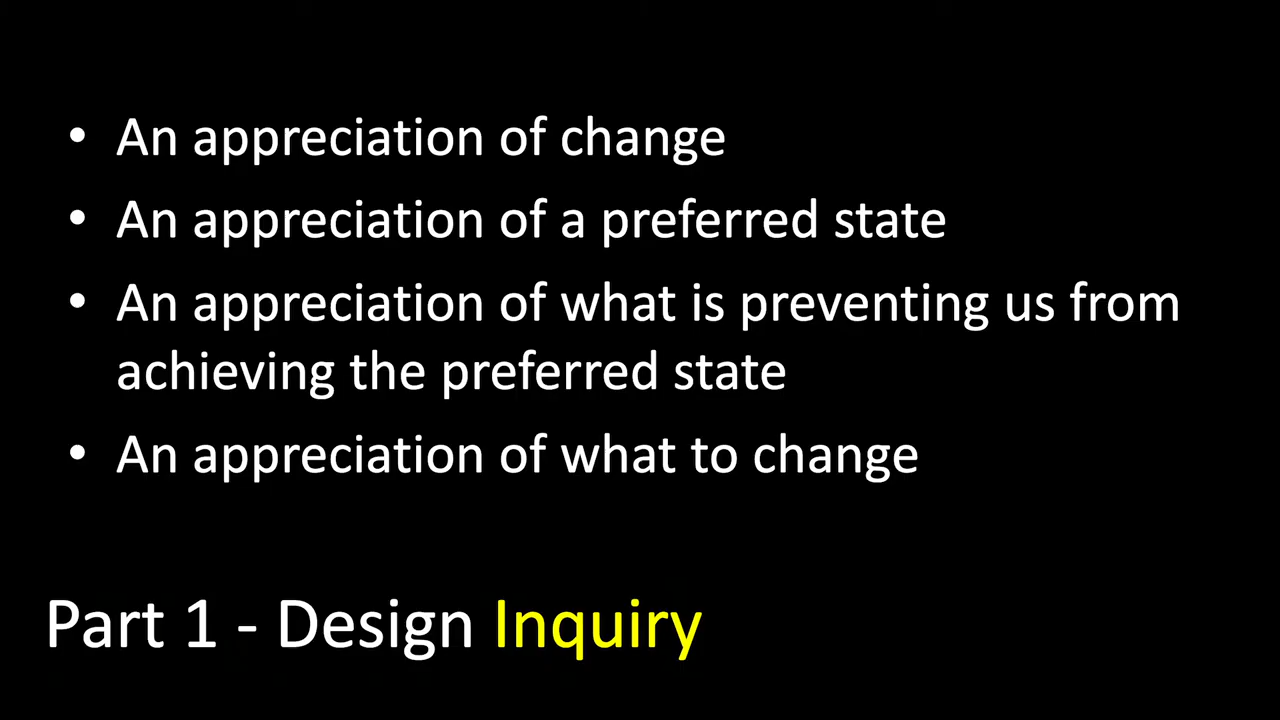 • An appreciation of change
• An appreciation of a preferred state
• An appreciation of what is preventing us from
achieving the preferred state
• An appreciation of what to change
Part 1 - Design Inquiry